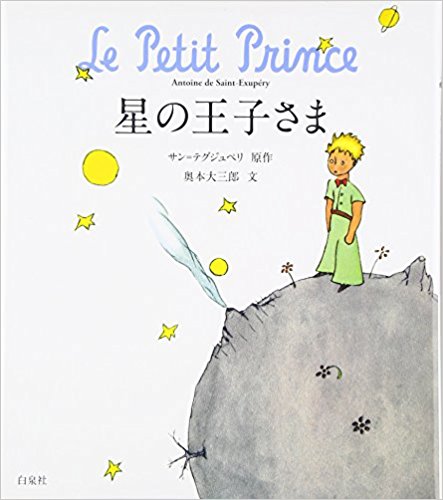 Le Petit Prince
Antoine de Saint-Exupéry
星の王子さま
サン=テグジュペリ 原作
奥本大三郎 文
白泉社